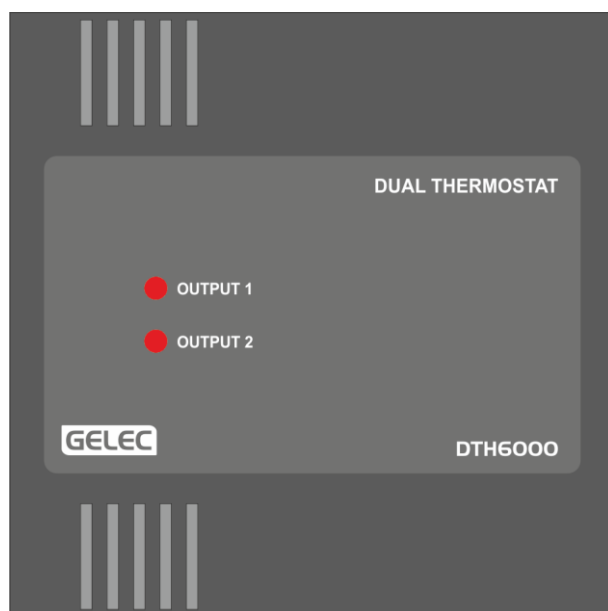 DUAL THERMOSTAT
OUTPUT 1
OUTPUT 2
GELEC
DTH6000